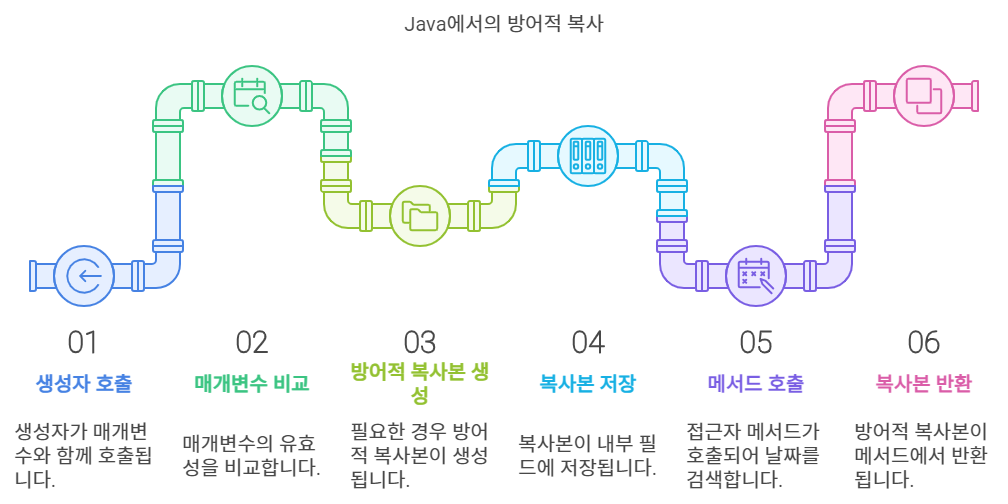 Java에서의 방어적 복사
01
생성자 호출
생성자가 매개변
수와 함께 호출됩
니다.
02
매개변수 비교
매개변수의 유효
성을 비교합니다.
03
방어적 복사본 생
성
필요한 경우 방어
적 복사본이 생성
됩니다.
04
복사본 저장
복사본이 내부 필
드에 저장됩니다.
05
메서드 호출
접근자 메서드가
호출되어 날짜를
검색합니다.
06
복사본 반환
방어적 복사본이
메서드에서 반환
됩니다.